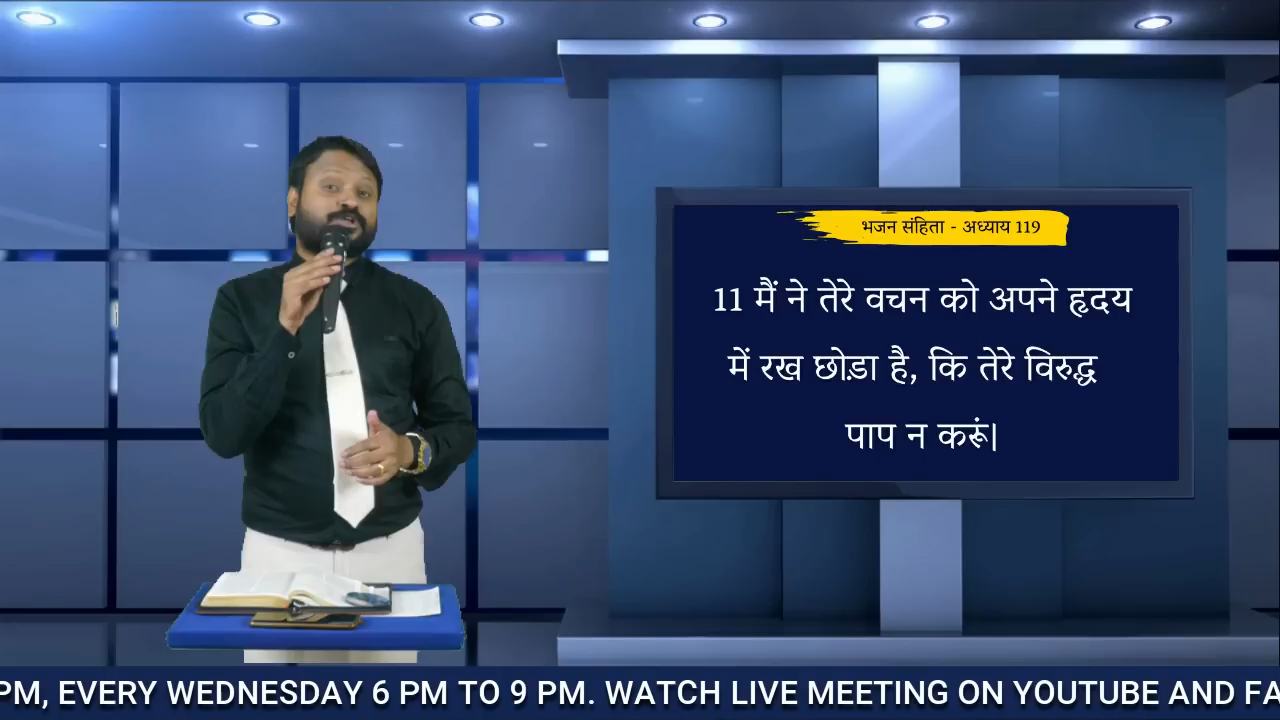 भजन संहिता - अध्याय 119
11 मैं ने तेरे वचन को अपने हृदय
में रख छोड़ा है, कि तेरे विरुद्ध
पाप न करूं|
PM, EVERY WEDNESDAY 6 PM TO 9 PM. WATCH LIVE MEETING ON YOUTUBE AND FA